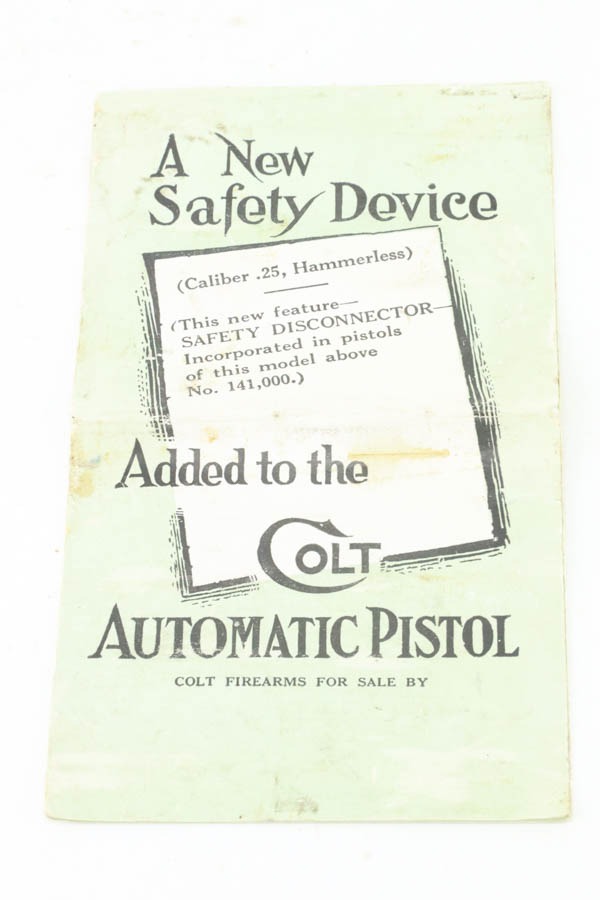 A New
Safety Device
(Caliber .25, Hammerless)
(This new feature—
SAFETY DISCONNECTOR—
Incorporated in pistols
of this model above
No. 141,000.)
Added to the
COLT
AUTOMATIC PISTOL
COLT FIREARMS FOR SALE BY